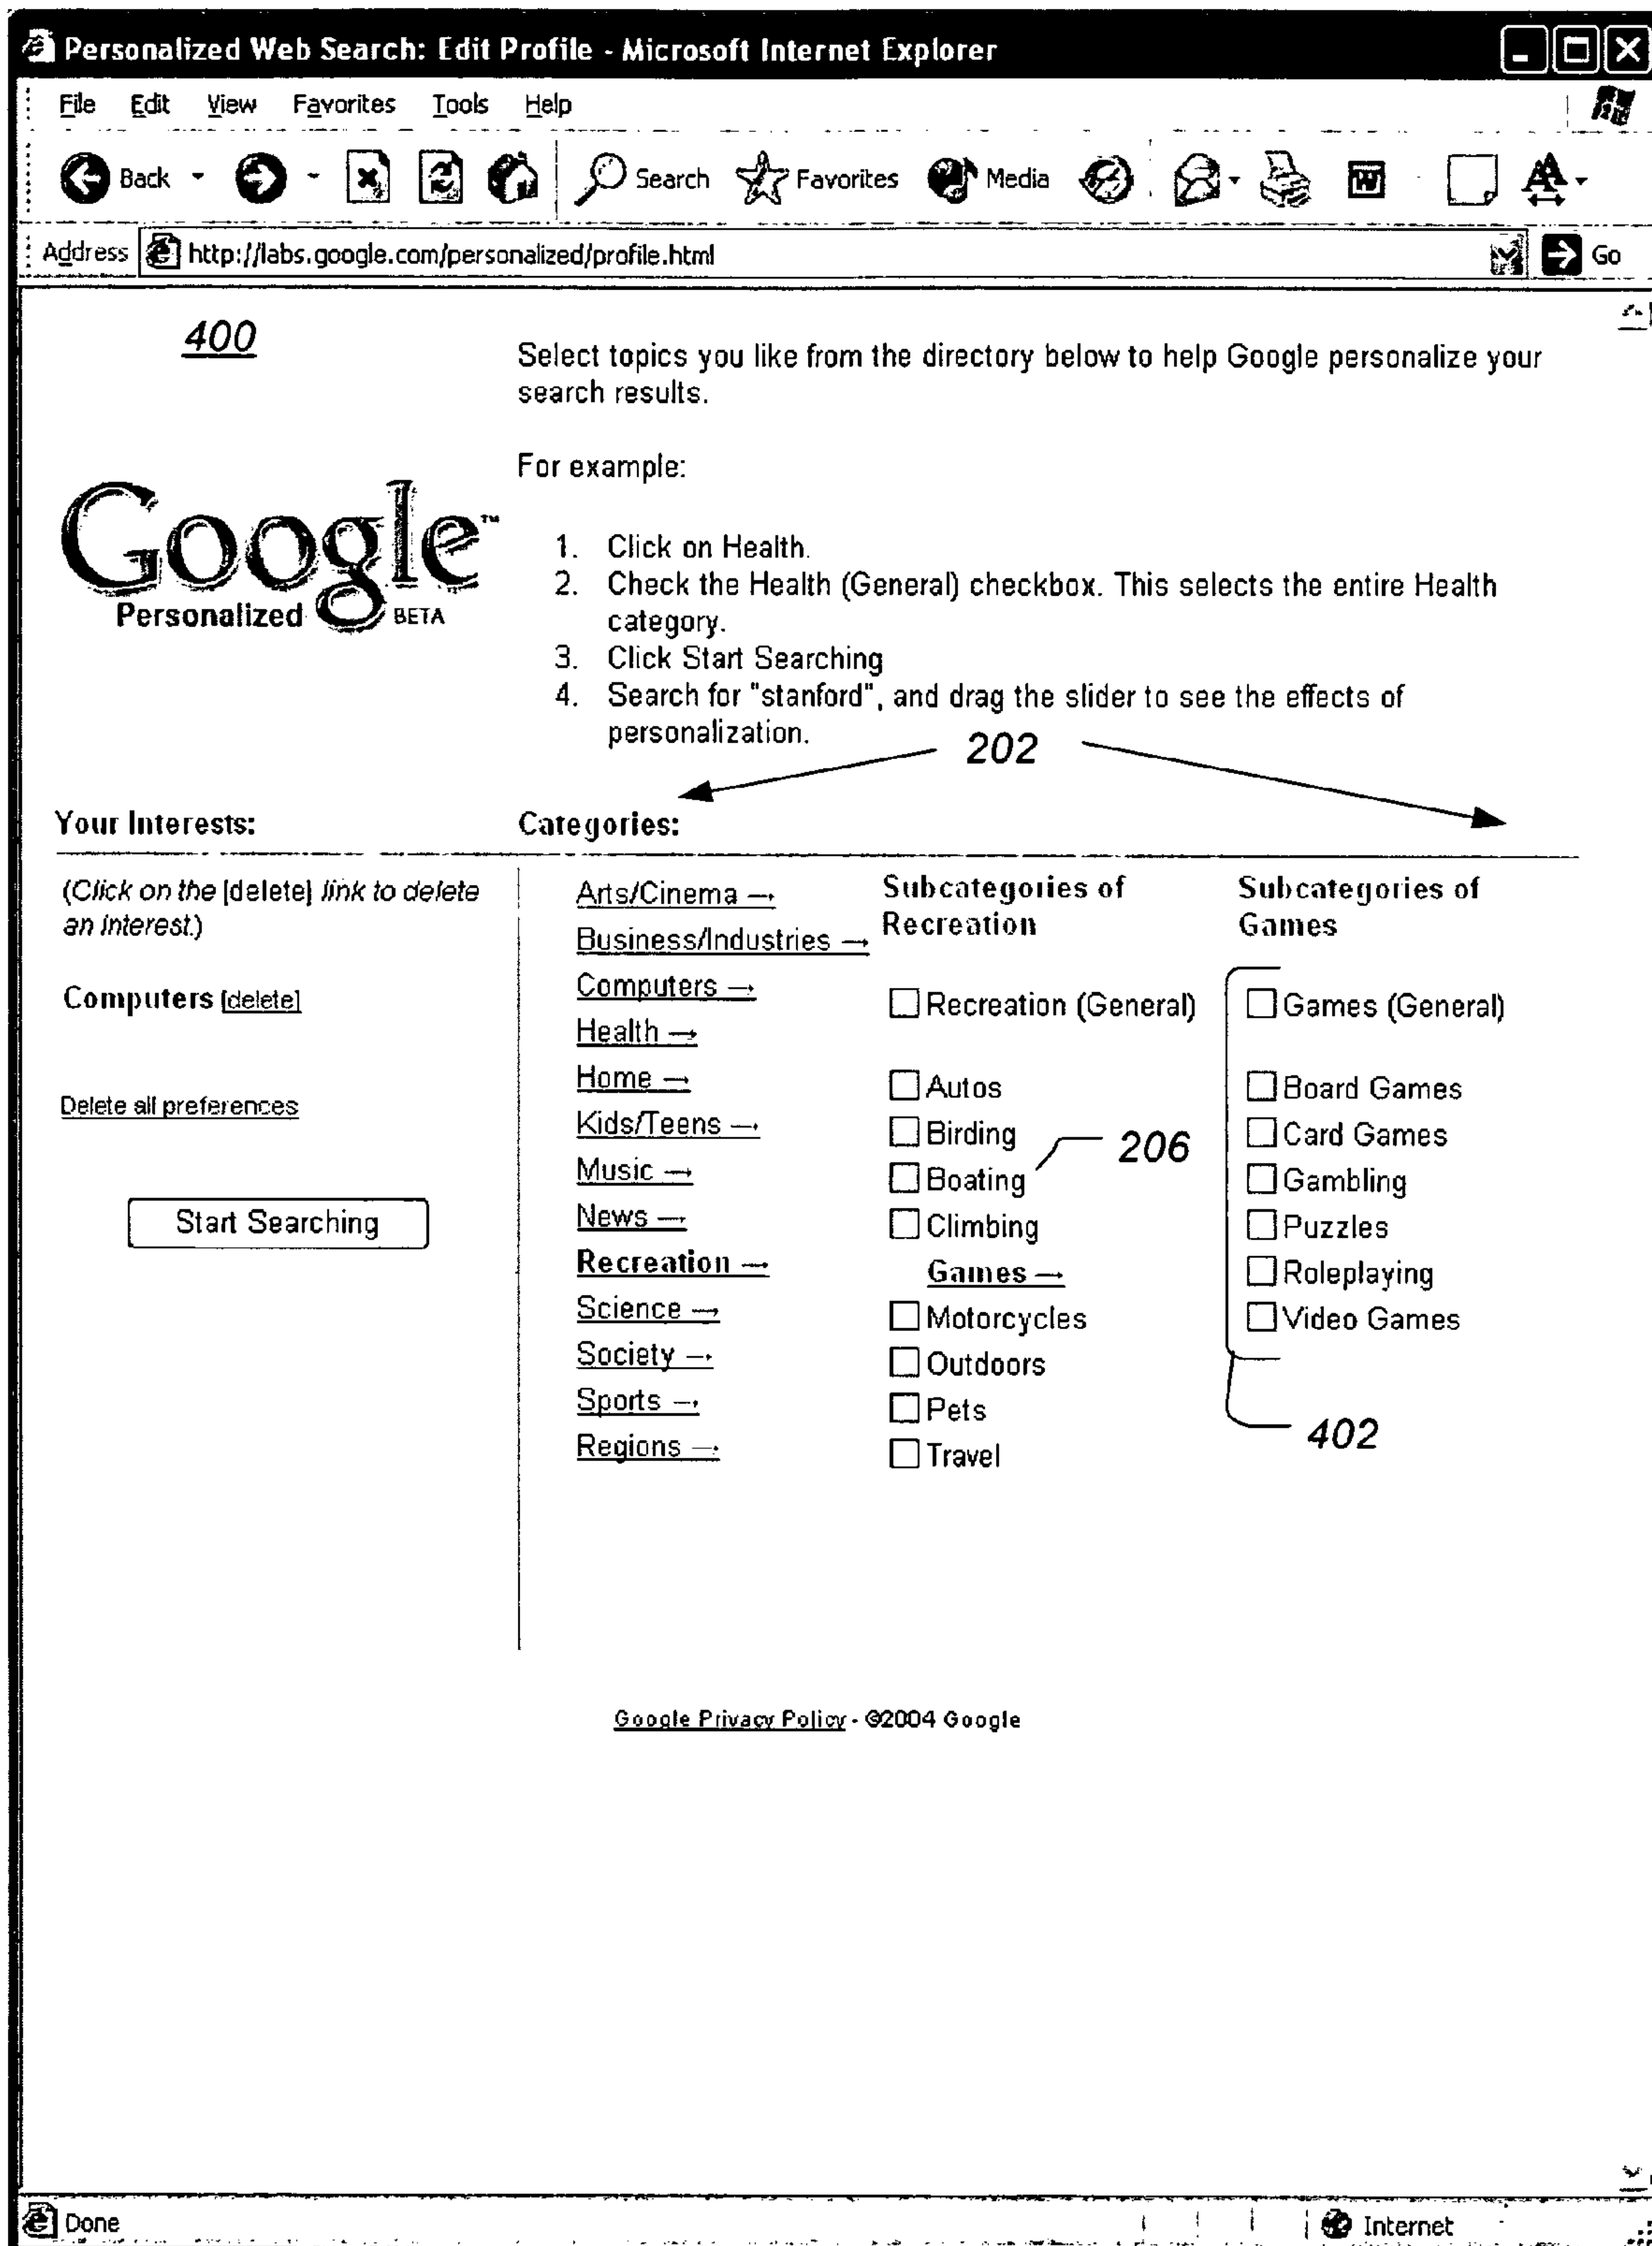 Personalized Web Search: Edit Profile - Microsoft Internet Explorer
File Edit View Favorites Tools Help
Back Search Favorites Media
Address http://labs.google.com/personalized/profile.html Go
400
Select topics you like from the directory below to help Google personalize your
search results.
For example:
Google™
Personalized BETA
1. Click on Health.
2. Check the Health (General) checkbox. This selects the entire Health
category.
3. Click Start Searching
4. Search for "stanford", and drag the slider to see the effects of
personalization.
202
Your Interests:
(Click on the [delete] link to delete
an interest.)
Computers [delete]
Delete all preferences
Start Searching
Categories:
Arts/Cinema →
Business/Industries →
Computers →
Health →
Home →
Kids/Teens →
Music →
News →
Recreation →
Science →
Society →
Sports →
Regions →
Subcategories of
Recreation
Recreation (General)
Autos
Birding
Boating
Climbing
Games →
Motorcycles
Outdoors
Pets
Travel
206
Subcategories of
Games
Games (General)
Board Games
Card Games
Gambling
Puzzles
Roleplaying
Video Games
402
Google Privacy Policy - ©2004 Google
Done Internet